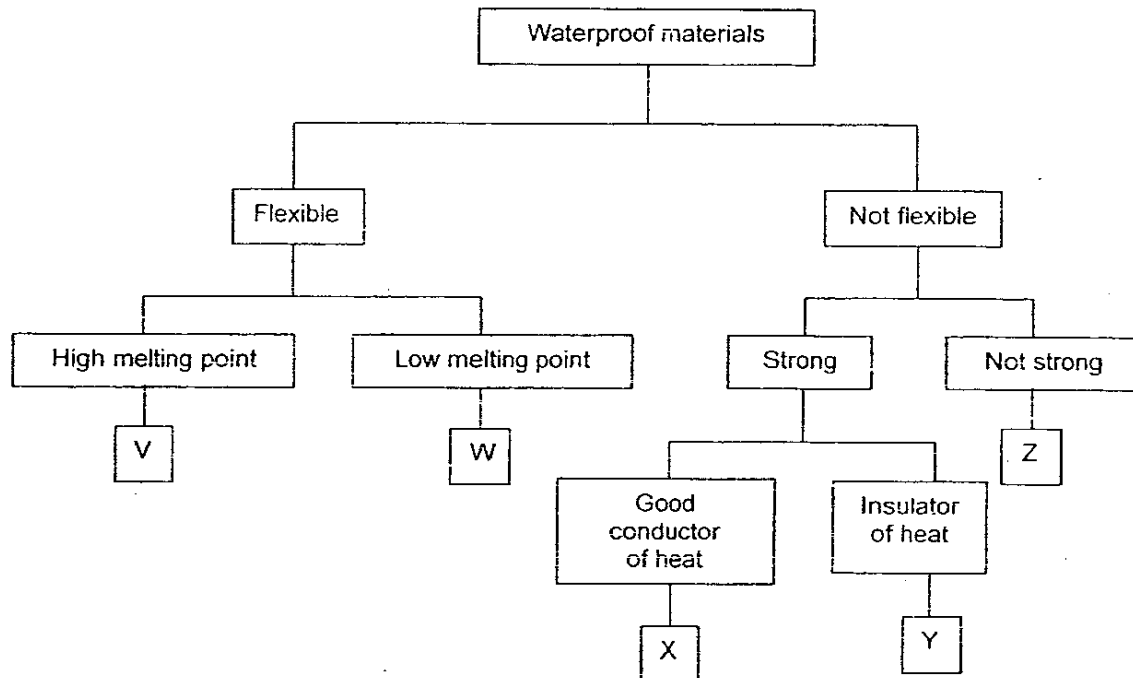 Waterproof materials
Flexible
Not flexible
High melting point
Low melting point
Strong
Not strong
V
W
Z
Good
conductor
of heat
Insulator
of heat
X
Y